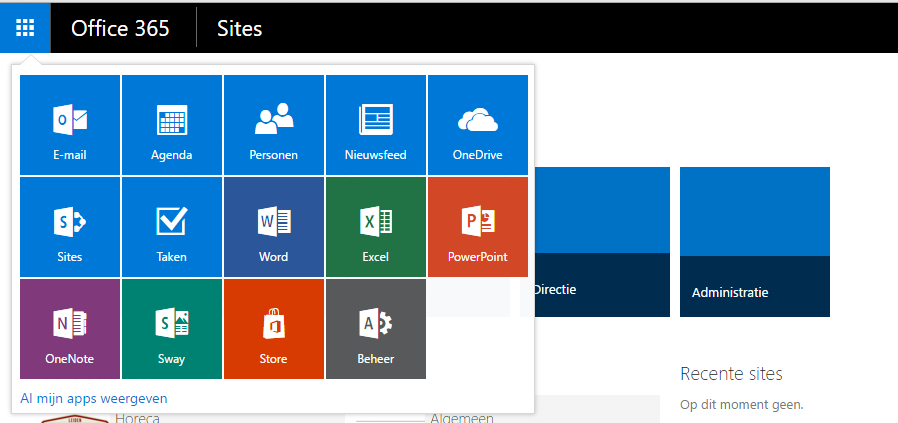 Office 365 Sites
E-mail Agenda Personen Nieuwsfeed OneDrive
Sites Taken Word Excel PowerPoint
Directie Administratie
OneNote Sway Store Beheer
Recente sites
Al mijn apps weergeven
Op dit moment geen.
Horeca Algemeen